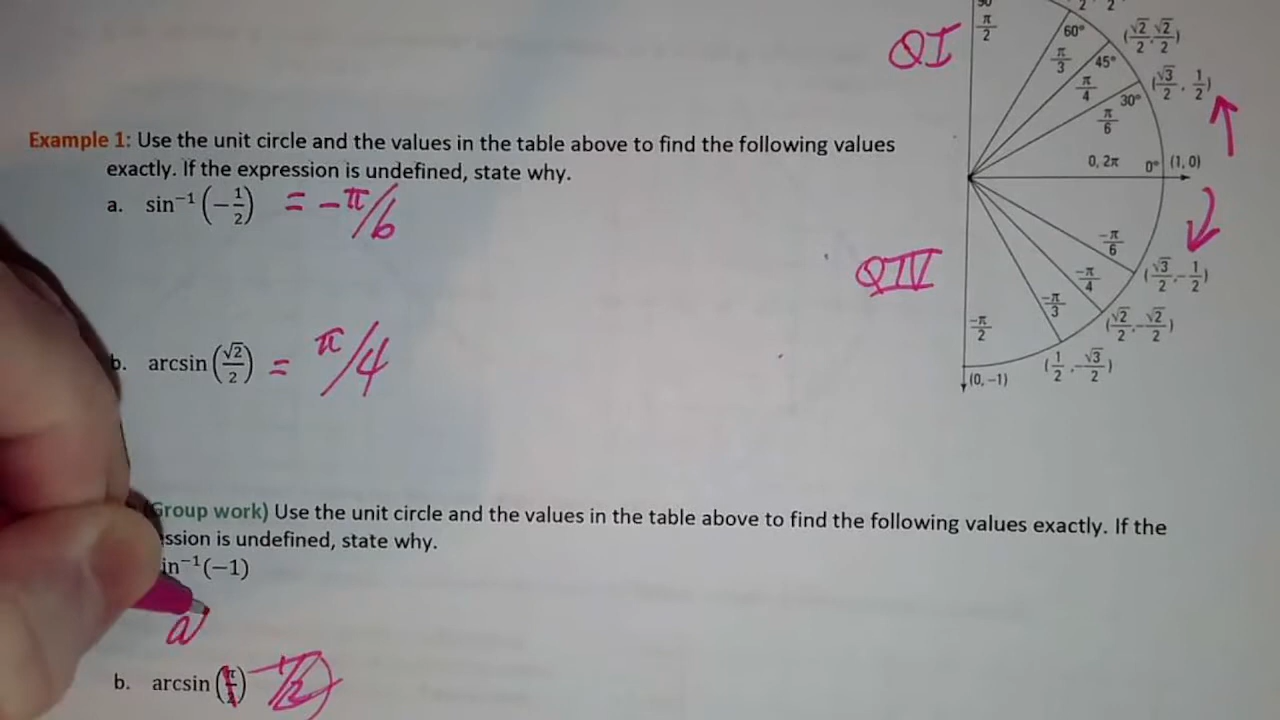 QI
π/2
60°
π/3
(√2/2, √2/2)
45°
π/4
(√3/2, 1/2)
30°
π/6
0, 2π 0° (1, 0)
Example 1: Use the unit circle and the values in the table above to find the following values
exactly. If the expression is undefined, state why.
a. sin⁻¹(−1/2) = −π/6
QIV
−π/6
(√3/2, −1/2)
−π/4
(√2/2, −√2/2)
−π/3
(1/2, −√3/2)
−π/2
(0, −1)
b. arcsin(√2/2) = π/4
Group work) Use the unit circle and the values in the table above to find the following values exactly. If the
ssion is undefined, state why.
in⁻¹(−1)
a
b. arcsin